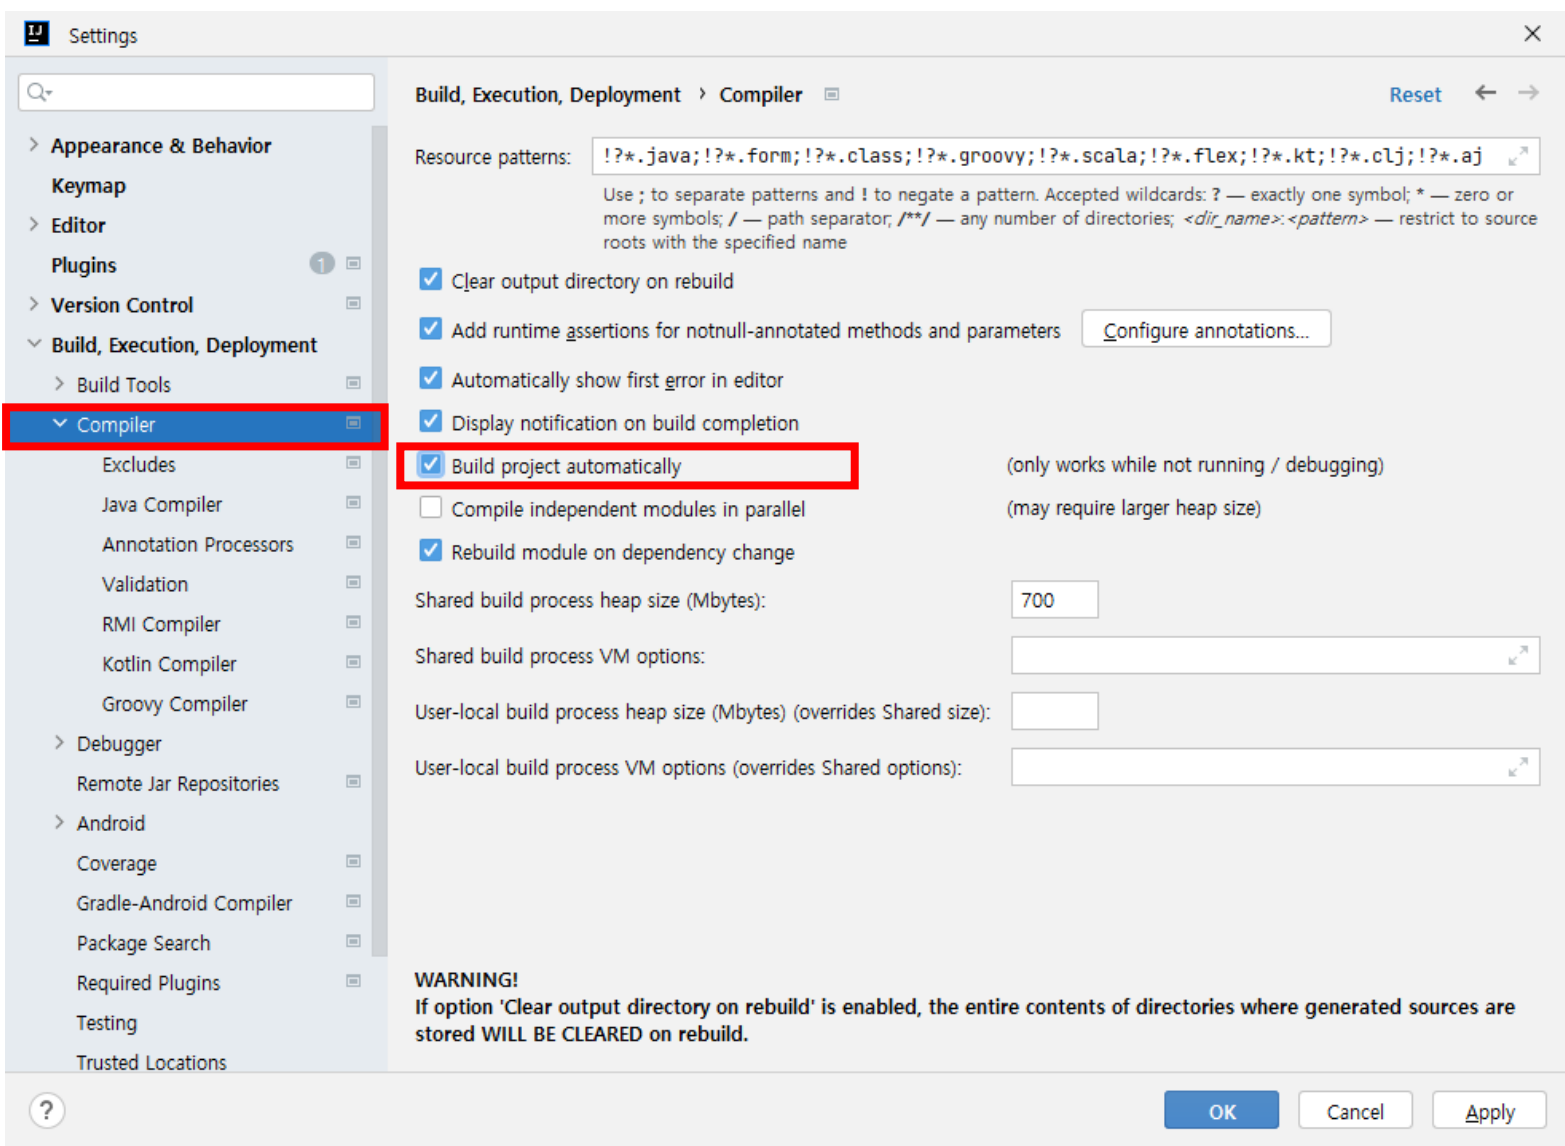 IJ
Settings
Appearance & Behavior
Keymap
Editor
Plugins 1
Version Control
Build, Execution, Deployment
Build Tools
Compiler
Excludes
Java Compiler
Annotation Processors
Validation
RMI Compiler
Kotlin Compiler
Groovy Compiler
Debugger
Remote Jar Repositories
Android
Coverage
Gradle-Android Compiler
Package Search
Required Plugins
Testing
Trusted Locations
Build, Execution, Deployment › Compiler
Reset
Resource patterns: !?*.java;!?*.form;!?*.class;!?*.groovy;!?*.scala;!?*.flex;!?*.kt;!?*.clj;!?*.aj
Use ; to separate patterns and ! to negate a pattern. Accepted wildcards: ? — exactly one symbol; * — zero or
more symbols; / — path separator; /**/ — any number of directories; <dir_name>:<pattern> — restrict to source
roots with the specified name
Clear output directory on rebuild
Add runtime assertions for notnull-annotated methods and parameters Configure annotations...
Automatically show first error in editor
Display notification on build completion
Build project automatically (only works while not running / debugging)
Compile independent modules in parallel (may require larger heap size)
Rebuild module on dependency change
Shared build process heap size (Mbytes): 700
Shared build process VM options:
User-local build process heap size (Mbytes) (overrides Shared size):
User-local build process VM options (overrides Shared options):
WARNING!
If option 'Clear output directory on rebuild' is enabled, the entire contents of directories where generated sources are
stored WILL BE CLEARED on rebuild.
?
OK
Cancel
Apply